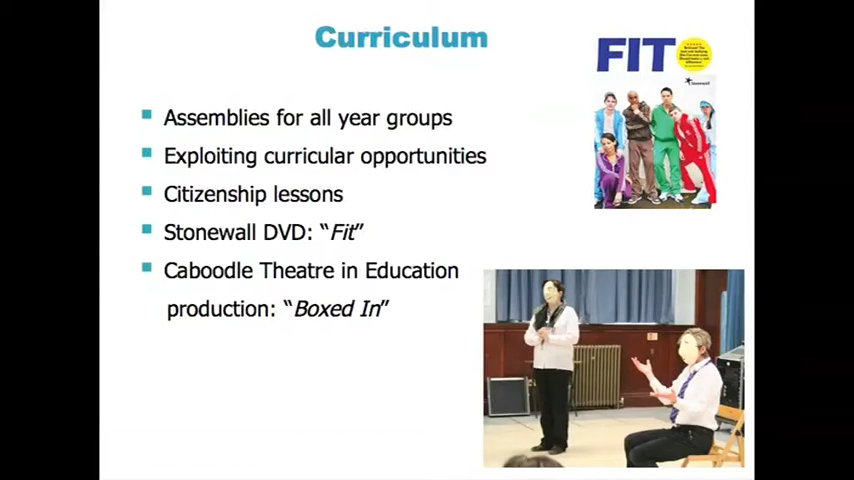 Curriculum
FIT
Stonewall
Assemblies for all year groups
Exploiting curricular opportunities
Citizenship lessons
Stonewall DVD: “Fit”
Caboodle Theatre in Education
production: “Boxed In”